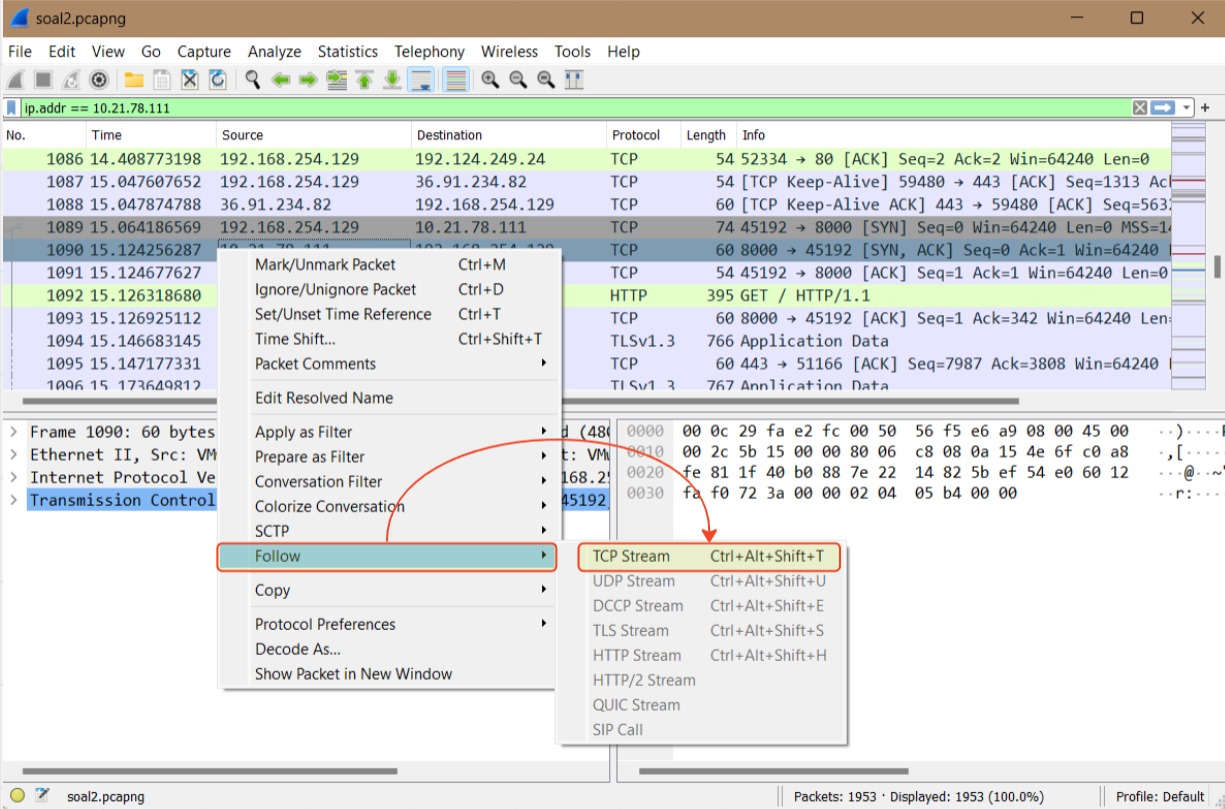 soal2.pcapng
File Edit View Go Capture Analyze Statistics Telephony Wireless Tools Help
ip.addr == 10.21.78.111
No. Time Source Destination Protocol Length Info
1086 14.408773198 192.168.254.129 192.124.249.24 TCP 54 52334 → 80 [ACK] Seq=2 Ack=2 Win=64240 Len=0
1087 15.047607652 192.168.254.129 36.91.234.82 TCP 54 [TCP Keep-Alive] 59480 → 443 [ACK] Seq=1313 Ack
1088 15.047874788 36.91.234.82 192.168.254.129 TCP 60 [TCP Keep-Alive ACK] 443 → 59480 [ACK] Seq=563
1089 15.064186569 192.168.254.129 10.21.78.111 TCP 74 45192 → 8000 [SYN] Seq=0 Win=64240 Len=0 MSS=14
1090 15.124256287 10.21.78.111 192.168.254.129 TCP 60 8000 → 45192 [SYN, ACK] Seq=0 Ack=1 Win=64240
1091 15.124677627 TCP 54 45192 → 8000 [ACK] Seq=1 Ack=1 Win=64240 Len=0
1092 15.126318680 HTTP 395 GET / HTTP/1.1
1093 15.126925112 TCP 60 8000 → 45192 [ACK] Seq=1 Ack=342 Win=64240 Len
1094 15.146683145 TLSv1.3 766 Application Data
1095 15.147177331 TCP 60 443 → 51166 [ACK] Seq=7987 Ack=3808 Win=64240
1096 15.173649812 TLSv1.3 767 Application Data
Mark/Unmark Packet Ctrl+M
Ignore/Unignore Packet Ctrl+D
Set/Unset Time Reference Ctrl+T
Time Shift... Ctrl+Shift+T
Packet Comments
Edit Resolved Name
Apply as Filter
Prepare as Filter
Conversation Filter
Colorize Conversation
SCTP
Follow
Copy
Protocol Preferences
Decode As...
Show Packet in New Window
TCP Stream Ctrl+Alt+Shift+T
UDP Stream Ctrl+Alt+Shift+U
DCCP Stream Ctrl+Alt+Shift+E
TLS Stream Ctrl+Alt+Shift+S
HTTP Stream Ctrl+Alt+Shift+H
HTTP/2 Stream
QUIC Stream
SIP Call
Frame 1090: 60 bytes d (480
Ethernet II, Src: VM t: VM
Internet Protocol Ve 168.25
Transmission Control 45192,
0000 00 0c 29 fa e2 fc 00 50 56 f5 e6 a9 08 00 45 00 ··)····P
0010 00 2c 5b 15 00 00 80 06 c8 08 0a 15 4e 6f c0 a8 ·,[·····
0020 fe 81 1f 40 b0 88 7e 22 14 82 5b ef 54 e0 60 12 ···@··~"
0030 fa f0 72 3a 00 00 02 04 05 b4 00 00 ··r:····
soal2.pcapng
Packets: 1953 · Displayed: 1953 (100.0%)
Profile: Default